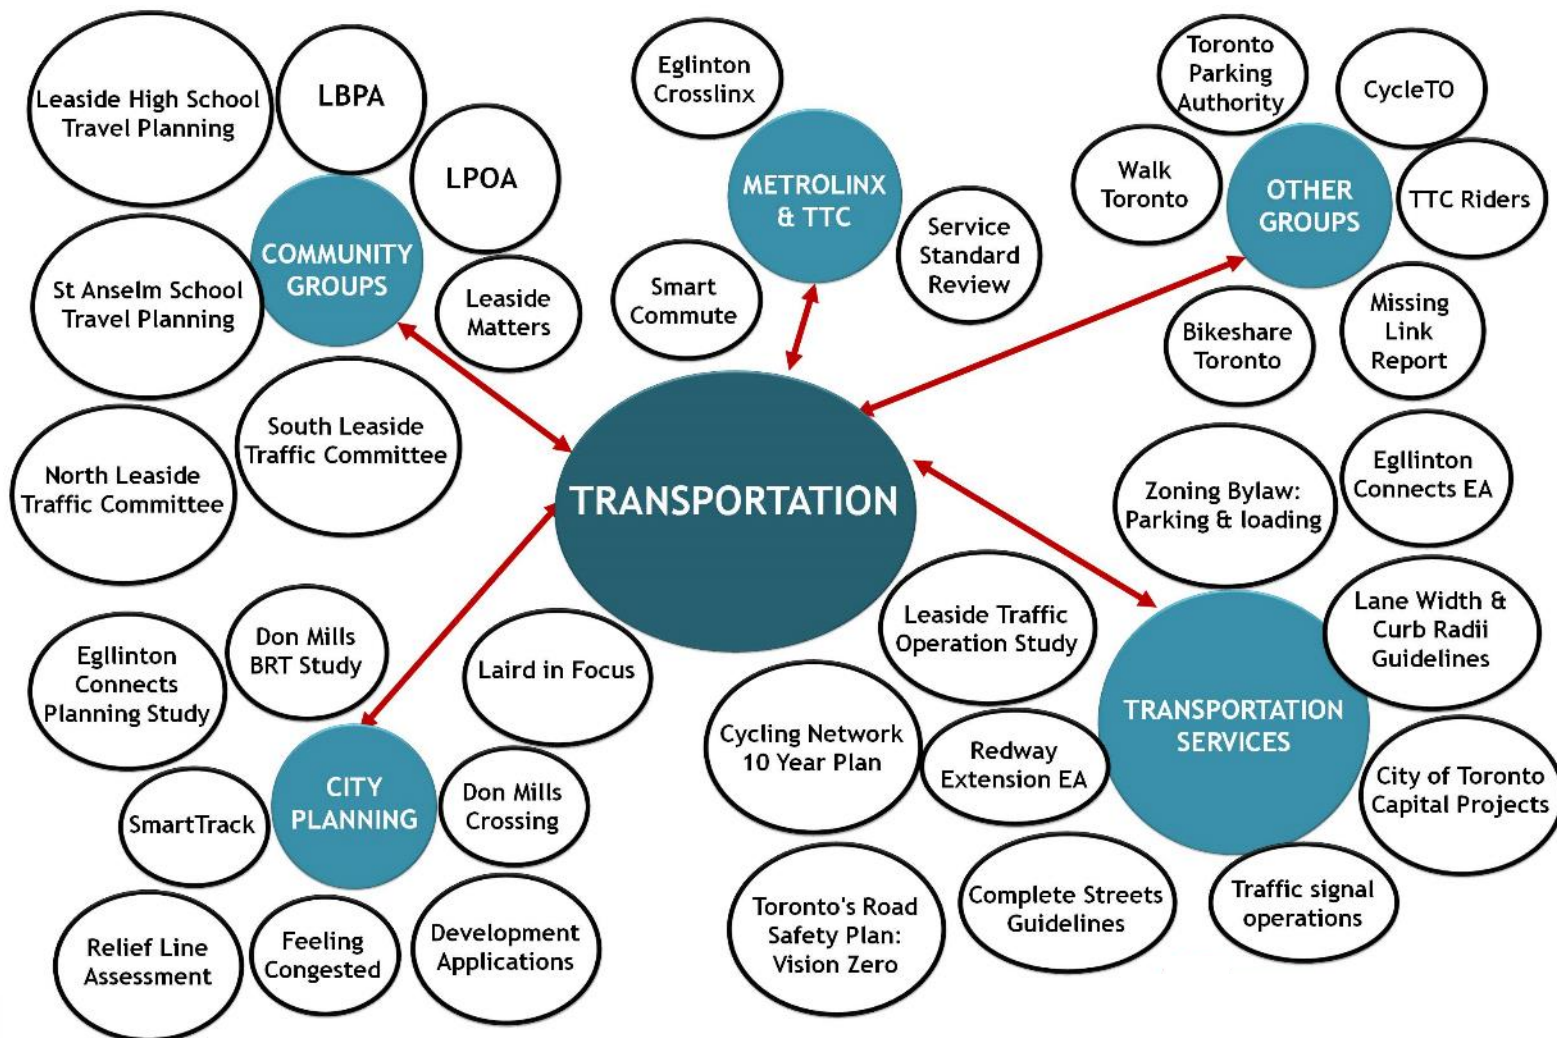 Leaside High School
Travel Planning
LBPA
LPOA
COMMUNITY
GROUPS
St Anselm School
Travel Planning
Leaside
Matters
South Leaside
Traffic Committee
North Leaside
Traffic Committee
Eglinton
Crosslinx
METROLINX
& TTC
Service
Standard
Review
Smart
Commute
Toronto
Parking
Authority
CycleTO
Walk
Toronto
OTHER
GROUPS
TTC Riders
Bikeshare
Toronto
Missing
Link
Report
TRANSPORTATION
Zoning Bylaw:
Parking & loading
Egllinton
Connects EA
Leaside Traffic
Operation Study
Lane Width &
Curb Radii
Guidelines
TRANSPORTATION
SERVICES
Cycling Network
10 Year Plan
Redway
Extension EA
City of Toronto
Capital Projects
Toronto's Road
Safety Plan:
Vision Zero
Complete Streets
Guidelines
Traffic signal
operations
Egllinton
Connects
Planning Study
Don Mills
BRT Study
Laird in Focus
CITY
PLANNING
SmartTrack
Don Mills
Crossing
Relief Line
Assessment
Feeling
Congested
Development
Applications